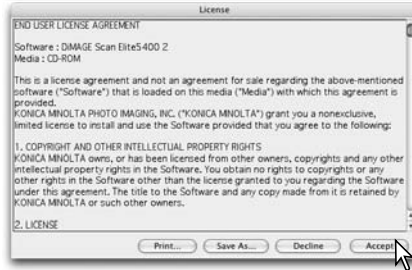 License
END USER LICENSE AGREEMENT
Software : DiMAGE Scan Elite5400 2
Media : CD-ROM
This is a license agreement and not an agreement for sale regarding the above-mentioned
software ("Software") that is loaded on this media ("Media") with which this agreement is
provided.
KONICA MINOLTA PHOTO IMAGING, INC. ("KONICA MINOLTA") grant you a nonexclusive,
limited license to install and use the Software provided that you agree to the following:
1. COPYRIGHT AND OTHER INTELLECTUAL PROPERTY RIGHTS
KONICA MINOLTA owns, or has been licensed from other owners, copyrights and any other
intellectual property rights in the Software. You obtain no rights to copyrights or any
other rights in the Software other than the license granted to you regarding the Software
under this agreement. The title to the Software and any copy made from it is retained by
KONICA MINOLTA or such other owners.
2. LICENSE
Print... Save As... Decline Accept